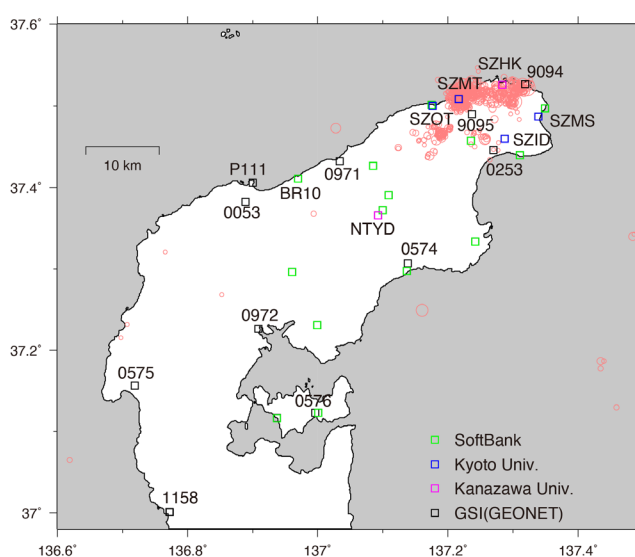 37.6°
SZHK
9094
SZMT
SZOT
9095
SZMS
SZID
10 km
P111
0971
0253
37.4°
BR10
0053
NTYD
0574
0972
37.2°
0575
0576
SoftBank
Kyoto Univ.
Kanazawa Univ.
1158
GSI(GEONET)
37°
136.6° 136.8° 137° 137.2° 137.4°